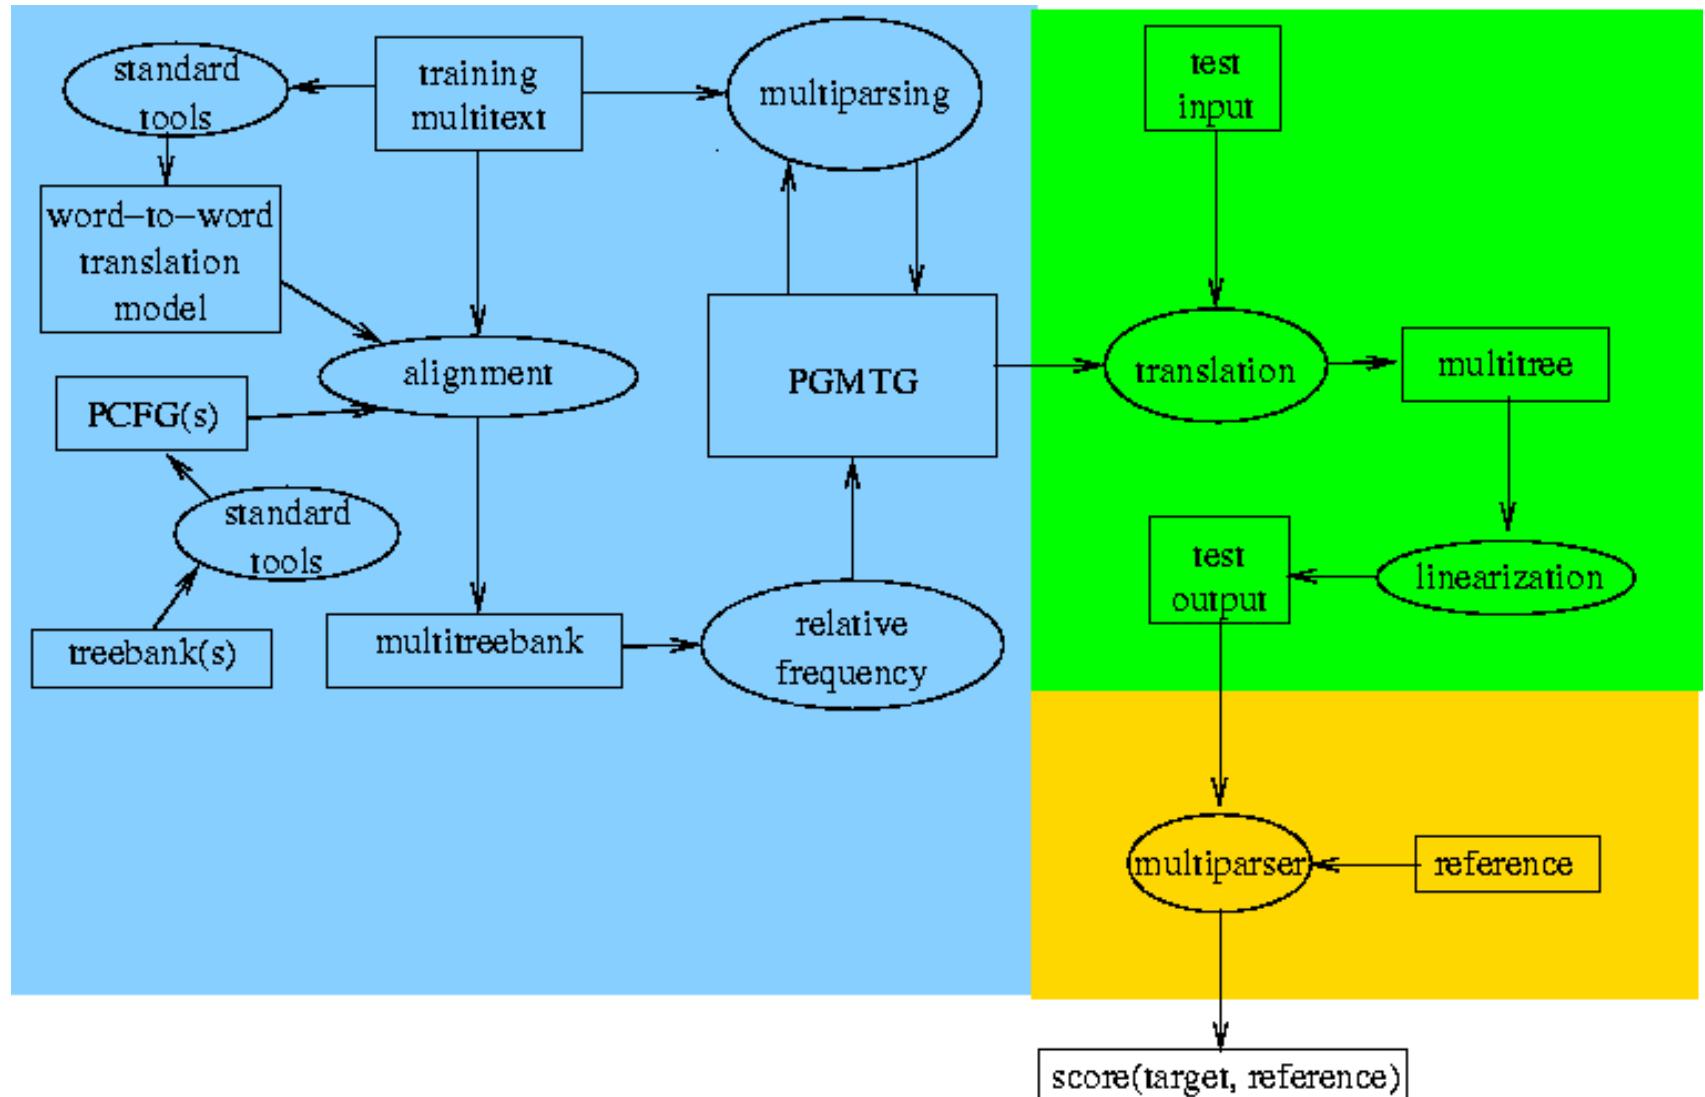 standard
tools
training
multitext
multiparsing
test
input
word−to−word
translation
model
alignment
PGMTG
translation
multitree
PCFG(s)
standard
tools
test
output
linearization
treebank(s)
multitreebank
relative
frequency
multiparser
reference
score(target, reference)